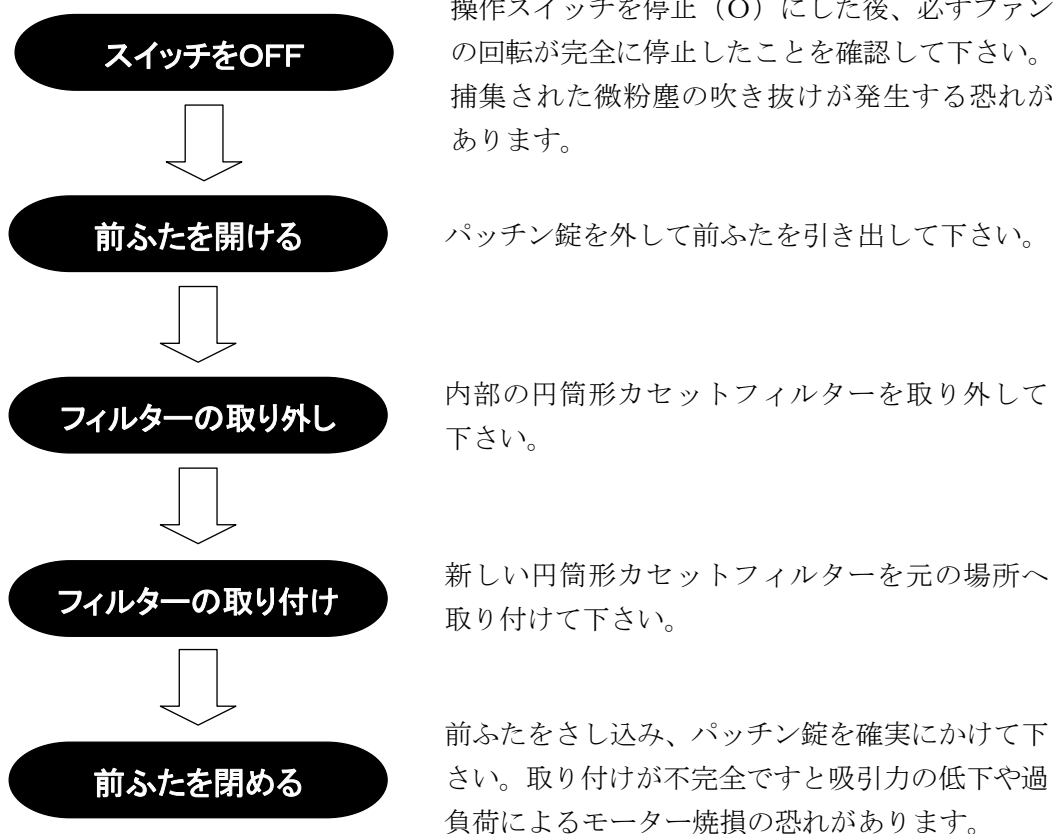 スイッチをOFF
操作スイッチを停止（O）にした後、必ずファン
の回転が完全に停止したことを確認して下さい。
捕集された微粉塵の吹き抜けが発生する恐れが
あります。
前ふたを開ける
パッチン錠を外して前ふたを引き出して下さい。
フィルターの取り外し
内部の円筒形カセットフィルターを取り外して
下さい。
フィルターの取り付け
新しい円筒形カセットフィルターを元の場所へ
取り付けて下さい。
前ふたを閉める
前ふたをさし込み、パッチン錠を確実にかけて下
さい。取り付けが不完全ですと吸引力の低下や過
負荷によるモーター焼損の恐れがあります。